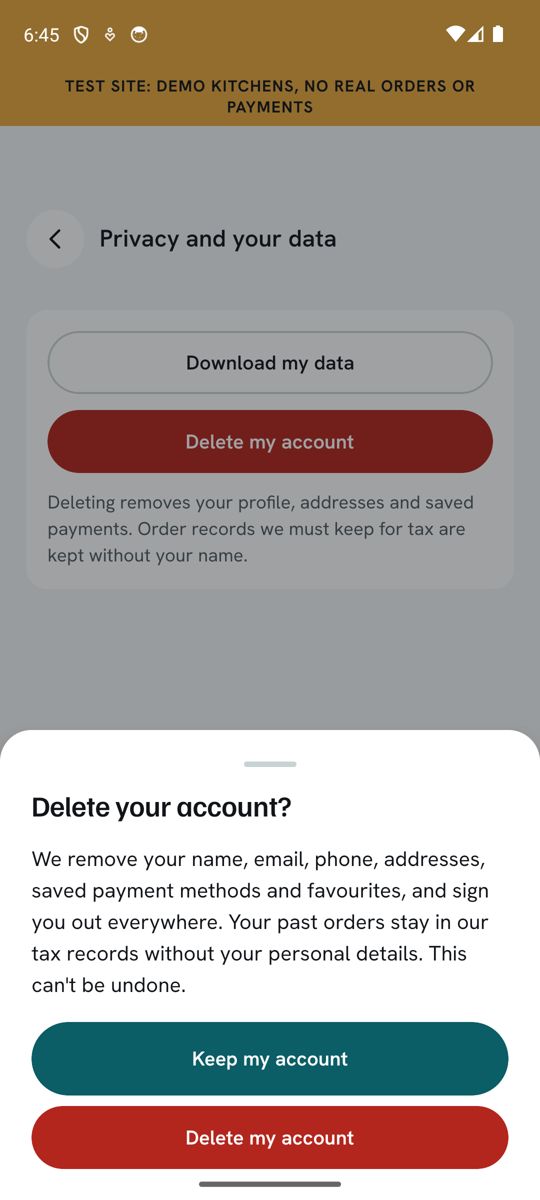 6:45
TEST SITE: DEMO KITCHENS, NO REAL ORDERS OR
PAYMENTS
Privacy and your data
Download my data
Delete my account
Deleting removes your profile, addresses and saved
payments. Order records we must keep for tax are
kept without your name.
Delete your account?
We remove your name, email, phone, addresses,
saved payment methods and favourites, and sign
you out everywhere. Your past orders stay in our
tax records without your personal details. This
can't be undone.
Keep my account
Delete my account